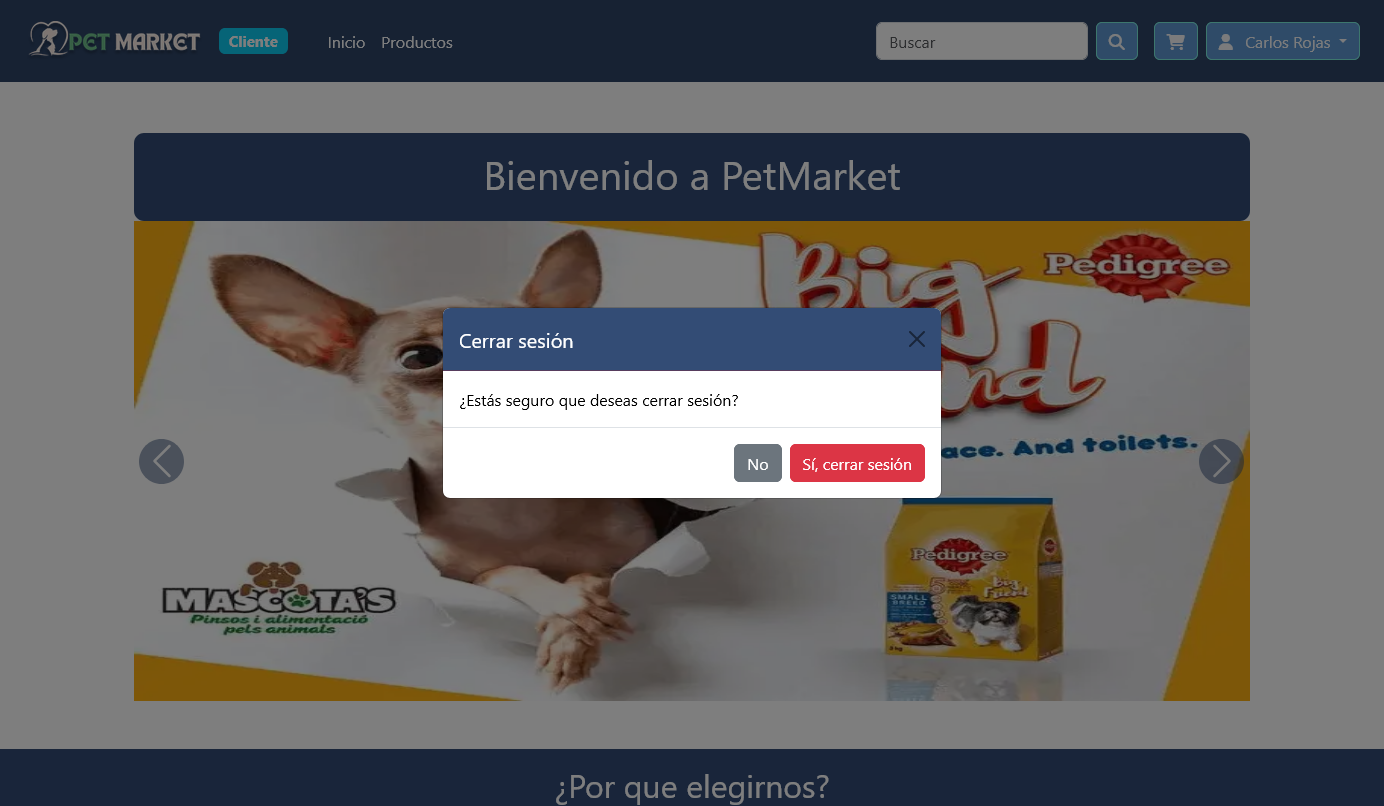 PET MARKET
Cliente
Inicio
Productos
Buscar
Carlos Rojas
Bienvenido a PetMarket
Big
Pedigree
Cerrar sesión
¿Estás seguro que deseas cerrar sesión?
ace. And toilets.
No
Sí, cerrar sesión
Pedigree
5
Big
Friend
SMALL
BREED
MASCOTA'S
Pinsos i alimentació
pels animals
¿Por que elegirnos?